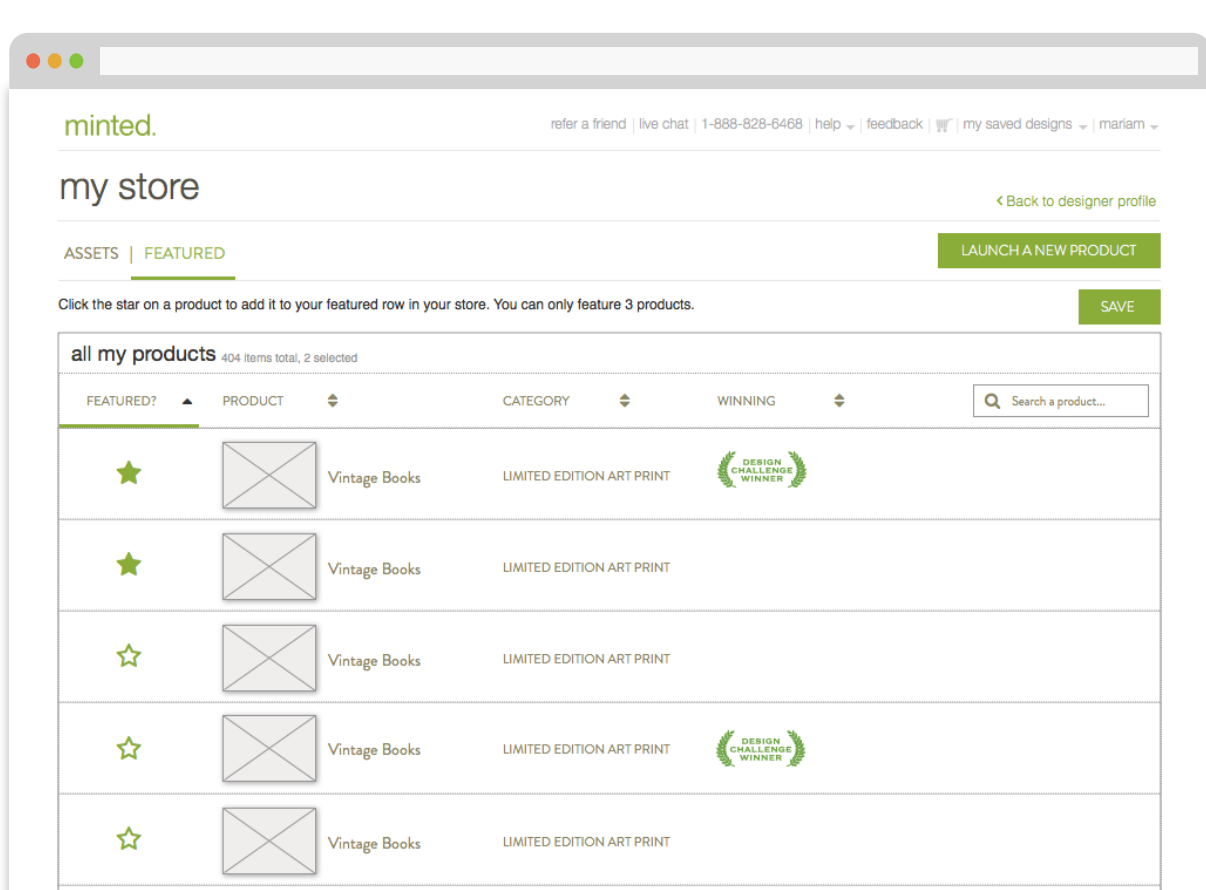 minted.
refer a friend | live chat | 1-888-828-6468 | help | feedback | my saved designs | mariam
my store
Back to designer profile
ASSETS | FEATURED
LAUNCH A NEW PRODUCT
Click the star on a product to add it to your featured row in your store. You can only feature 3 products.
SAVE
all my products 404 items total, 2 selected
FEATURED? PRODUCT CATEGORY WINNING Search a product...
Vintage Books LIMITED EDITION ART PRINT
DESIGN
CHALLENGE
WINNER
Vintage Books LIMITED EDITION ART PRINT
Vintage Books LIMITED EDITION ART PRINT
Vintage Books LIMITED EDITION ART PRINT
DESIGN
CHALLENGE
WINNER
Vintage Books LIMITED EDITION ART PRINT